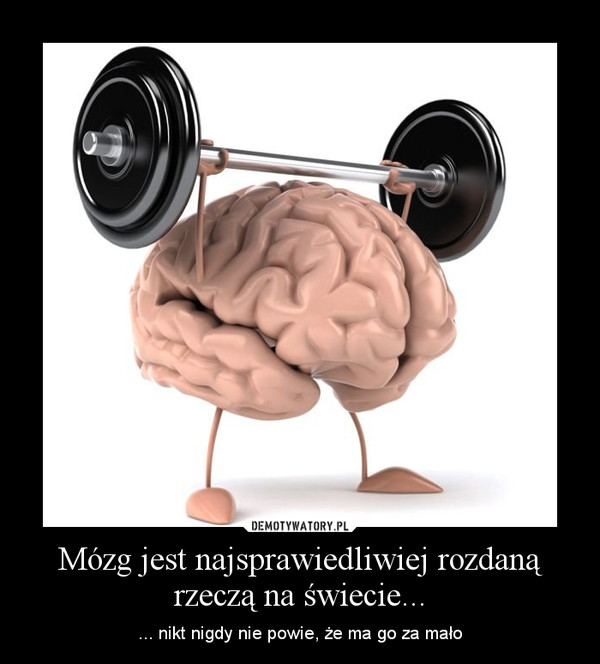 DEMOTYWATORY.PL
Mózg jest najsprawiedliwiej rozdaną
rzeczą na świecie...
... nikt nigdy nie powie, że ma go za mało